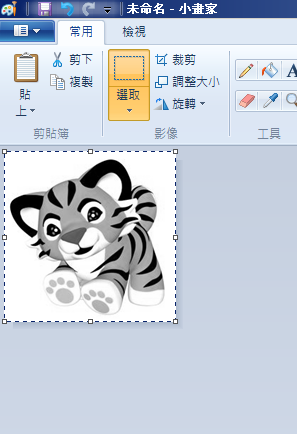 未命名 - 小畫家
常用 檢視
貼上
剪下
複製
剪貼簿
選取
裁剪
調整大小
旋轉
影像
A
工具